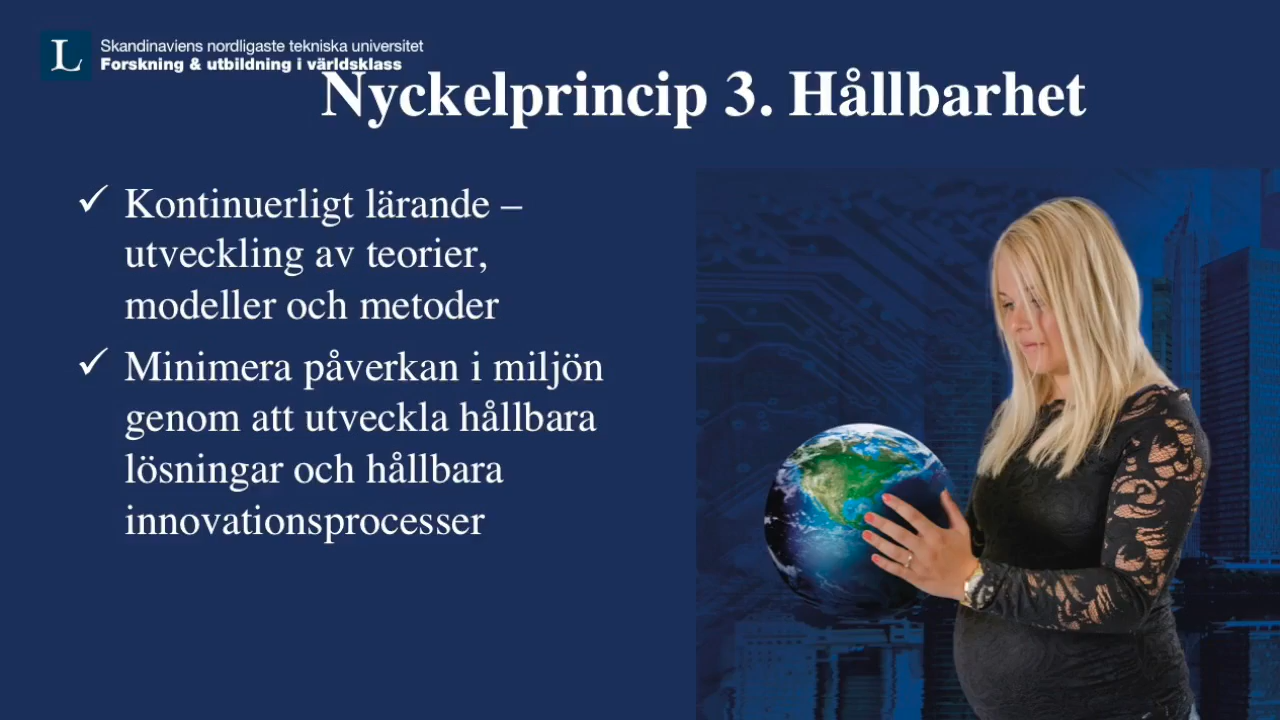 L
Skandinaviens nordligaste tekniska universitet
Forskning & utbildning i världsklass
Nyckelprincip 3. Hållbarhet
✓ Kontinuerligt lärande –
utveckling av teorier,
modeller och metoder
✓ Minimera påverkan i miljön
genom att utveckla hållbara
lösningar och hållbara
innovationsprocesser